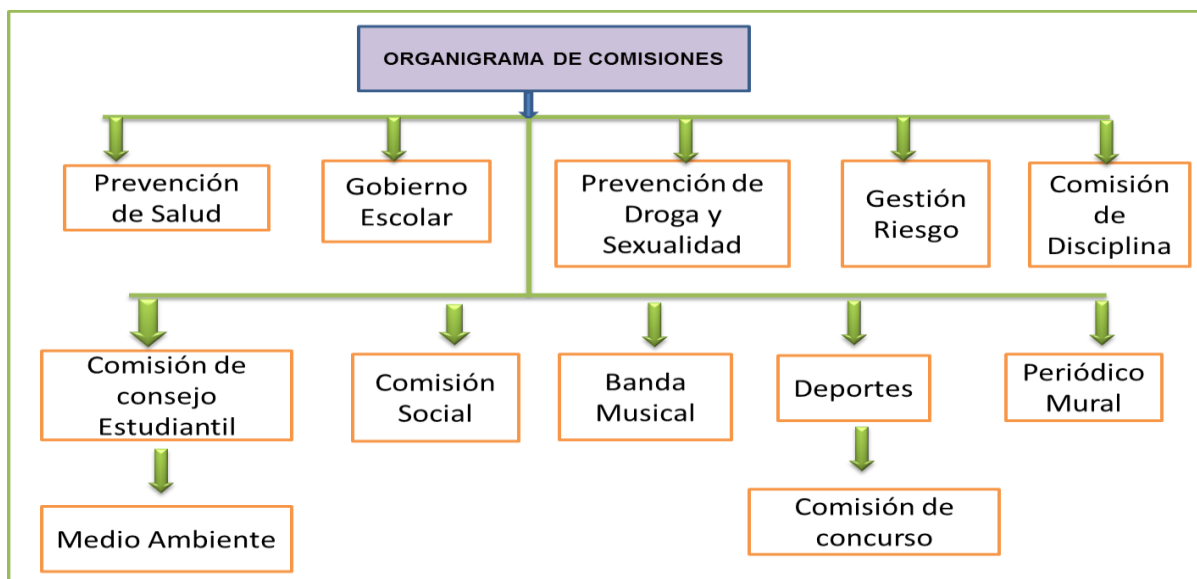 ORGANIGRAMA DE COMISIONES
Prevención
de Salud
Gobierno
Escolar
Prevención de
Droga y
Sexualidad
Gestión
Riesgo
Comisión
de
Disciplina
Comisión de
consejo
Estudiantil
Comisión
Social
Banda
Musical
Deportes
Periódico
Mural
Medio Ambiente
Comisión de
concurso